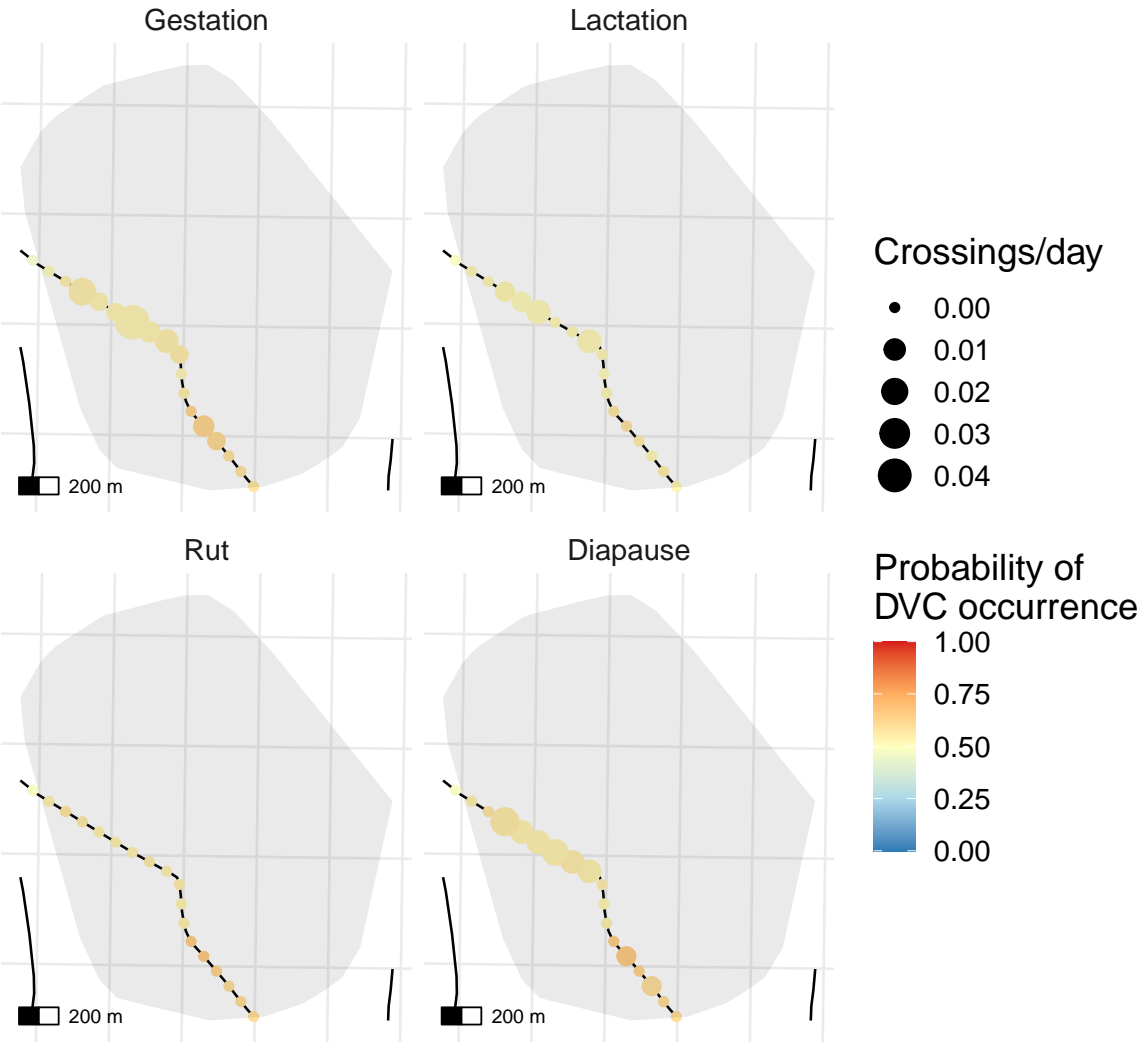 Gestation
Lactation
200 m
200 m
Rut
Diapause
200 m
200 m
Crossings/day
0.00
0.01
0.02
0.03
0.04
Probability of
DVC occurrence
1.00
0.75
0.50
0.25
0.00